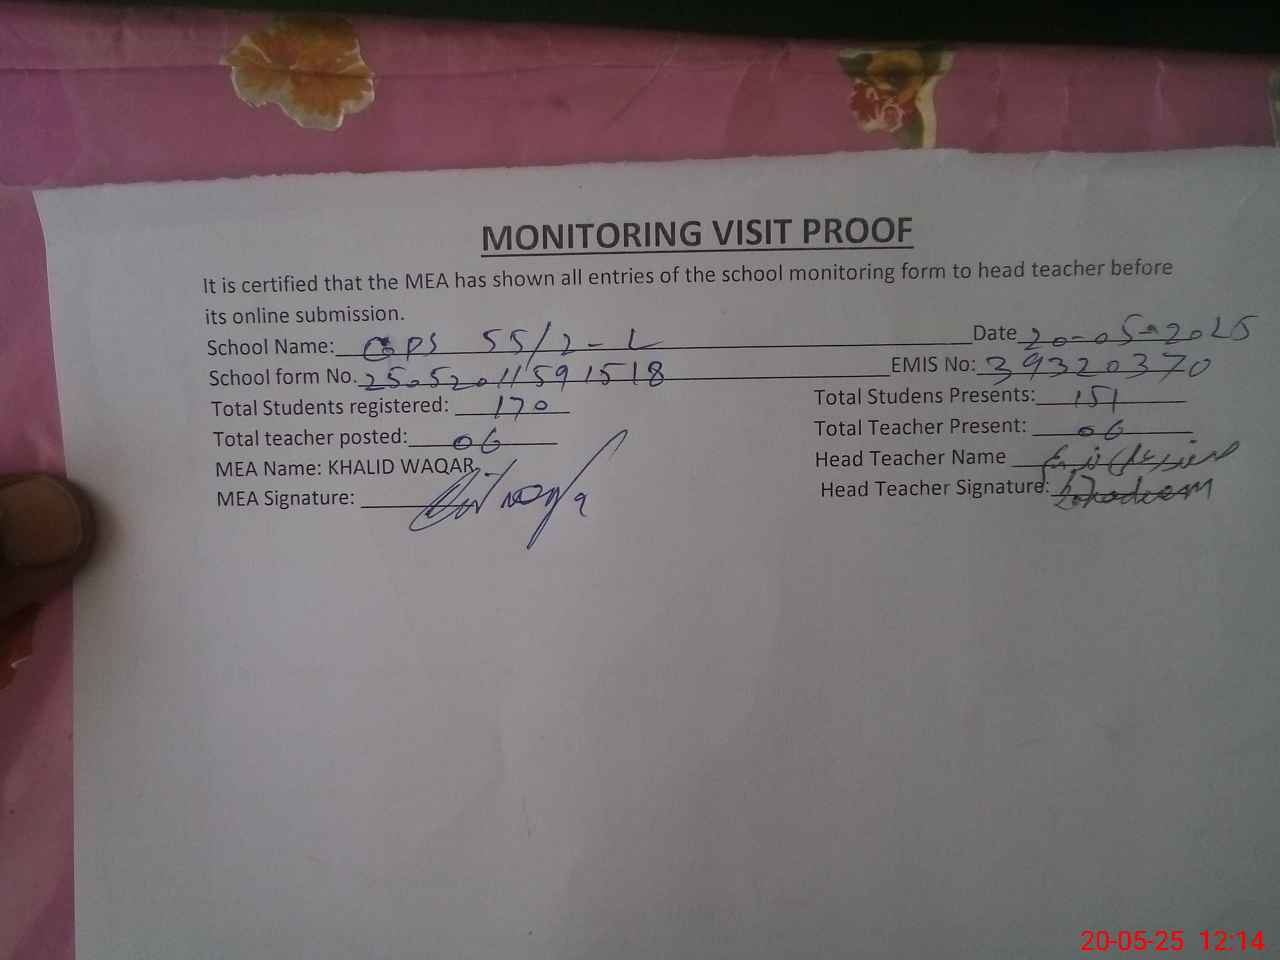 MONITORING VISIT PROOF
It is certified that the MEA has shown all entries of the school monitoring form to head teacher before
its online submission.
School Name: GPS 55/2-L Date 20-05-2025
School form No. 2505201159 1518 EMIS No: 39320370
Total Students registered: 170 Total Studens Presents: 151
Total teacher posted: 06 Total Teacher Present: 06
MEA Name: KHALID WAQAR Head Teacher Name
MEA Signature: Head Teacher Signature:
20-05-25 12:14